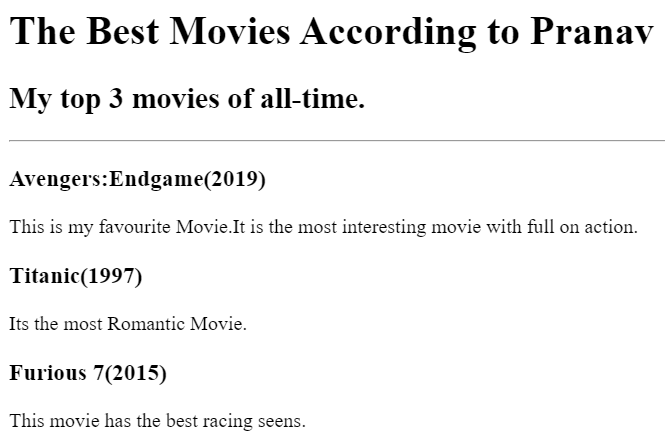 The Best Movies According to Pranav
My top 3 movies of all-time.
Avengers:Endgame(2019)
This is my favourite Movie.It is the most interesting movie with full on action.
Titanic(1997)
Its the most Romantic Movie.
Furious 7(2015)
This movie has the best racing seens.